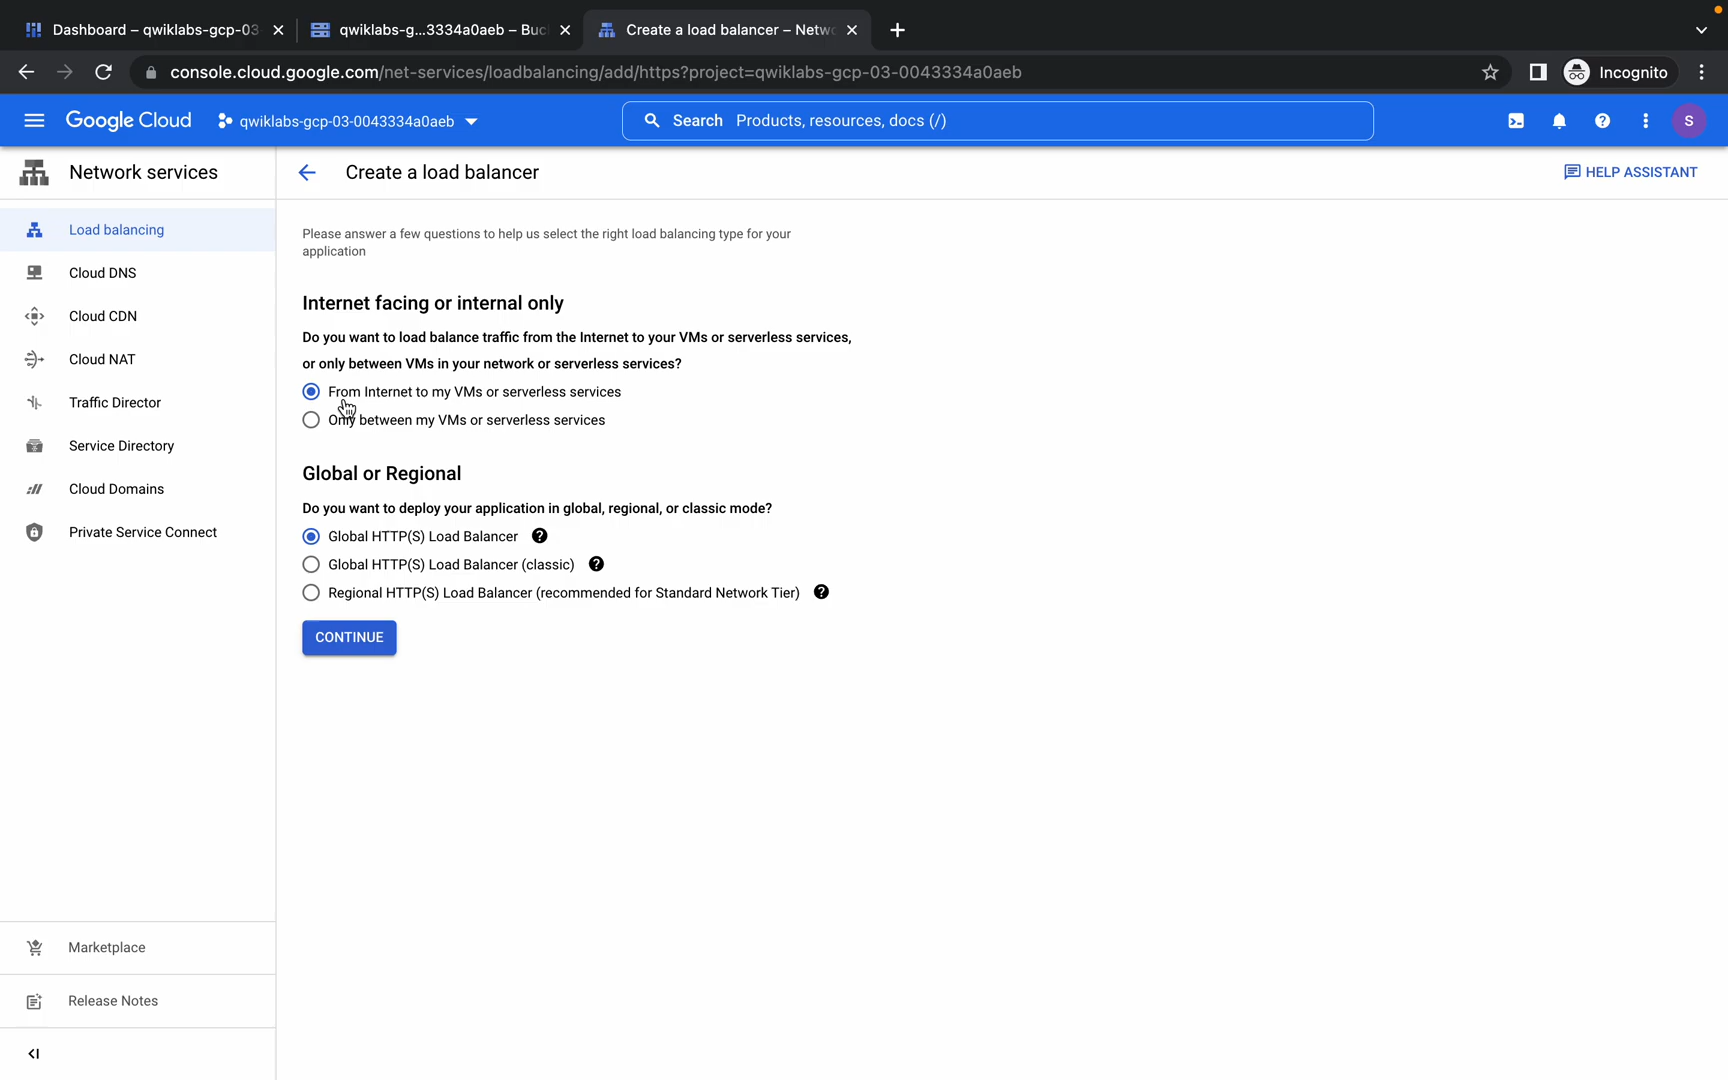 Dashboard – qwiklabs-gcp-03
qwiklabs-g...3334a0aeb – Buc
Create a load balancer – Netw
console.cloud.google.com/net-services/loadbalancing/add/https?project=qwiklabs-gcp-03-0043334a0aeb
Incognito
Google Cloud
qwiklabs-gcp-03-0043334a0aeb
Search Products, resources, docs (/)
S
Network services
Create a load balancer
HELP ASSISTANT
Load balancing
Cloud DNS
Cloud CDN
Cloud NAT
Traffic Director
Service Directory
Cloud Domains
Private Service Connect
Please answer a few questions to help us select the right load balancing type for your
application
Internet facing or internal only
Do you want to load balance traffic from the Internet to your VMs or serverless services,
or only between VMs in your network or serverless services?
From Internet to my VMs or serverless services
Only between my VMs or serverless services
Global or Regional
Do you want to deploy your application in global, regional, or classic mode?
Global HTTP(S) Load Balancer
Global HTTP(S) Load Balancer (classic)
Regional HTTP(S) Load Balancer (recommended for Standard Network Tier)
CONTINUE
Marketplace
Release Notes